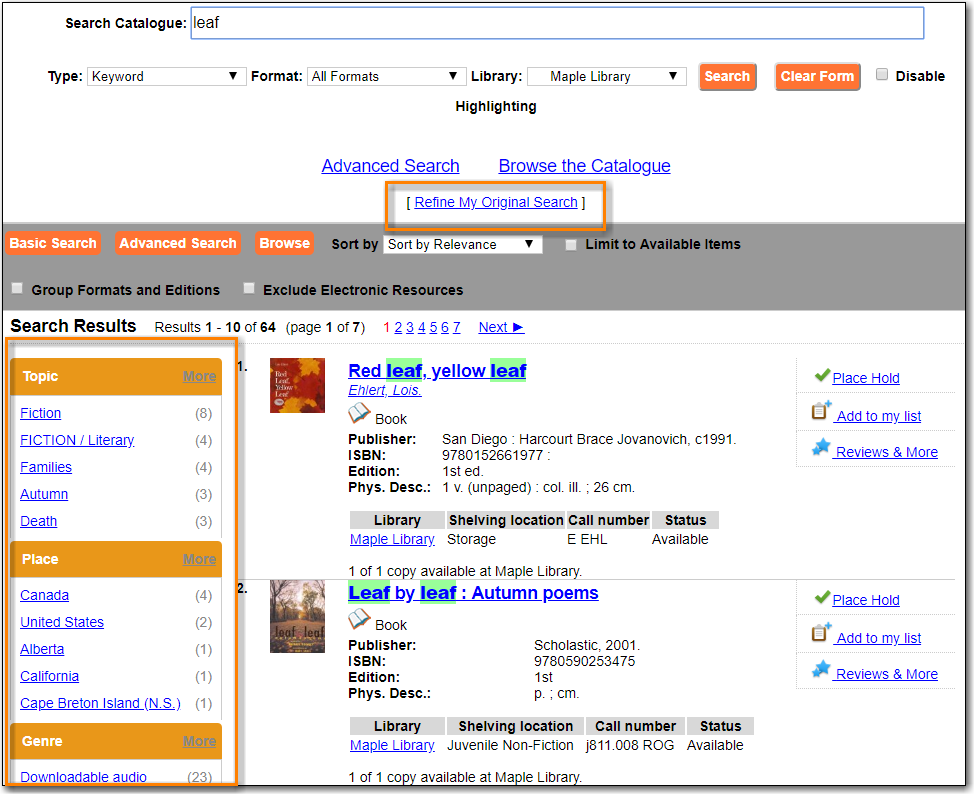 Search Catalogue: leaf
Type: Keyword ▼ Format: All Formats ▼ Library: Maple Library ▼ Search Clear Form Disable
Highlighting
Advanced Search Browse the Catalogue
[ Refine My Original Search ]
Basic Search Advanced Search Browse Sort by Sort by Relevance ▼ Limit to Available Items
Group Formats and Editions Exclude Electronic Resources
Search Results Results 1 - 10 of 64 (page 1 of 7) 1 2 3 4 5 6 7 Next ►
Topic More
Fiction (8)
FICTION / Literary (4)
Families (4)
Autumn (3)
Death (3)
Place More
Canada (4)
United States (2)
Alberta (1)
California (1)
Cape Breton Island (N.S.) (1)
Genre More
Downloadable audio (23)
1.
Red Leaf,
Yellow
Leaf
Red leaf, yellow leaf
Ehlert, Lois.
Book
Publisher: San Diego : Harcourt Brace Jovanovich, c1991.
ISBN: 9780152661977 :
Edition: 1st ed.
Phys. Desc.: 1 v. (unpaged) : col. ill. ; 26 cm.
Library Shelving location Call number Status
Maple Library Storage E EHL Available
1 of 1 copy available at Maple Library.
Place Hold
Add to my list
Reviews & More
2.
leaf by leaf
Leaf by leaf : Autumn poems
Book
Publisher: Scholastic, 2001.
ISBN: 9780590253475
Edition: 1st
Phys. Desc.: p. ; cm.
Library Shelving location Call number Status
Maple Library Juvenile Non-Fiction j811.008 ROG Available
1 of 1 copy available at Maple Library.
Place Hold
Add to my list
Reviews & More